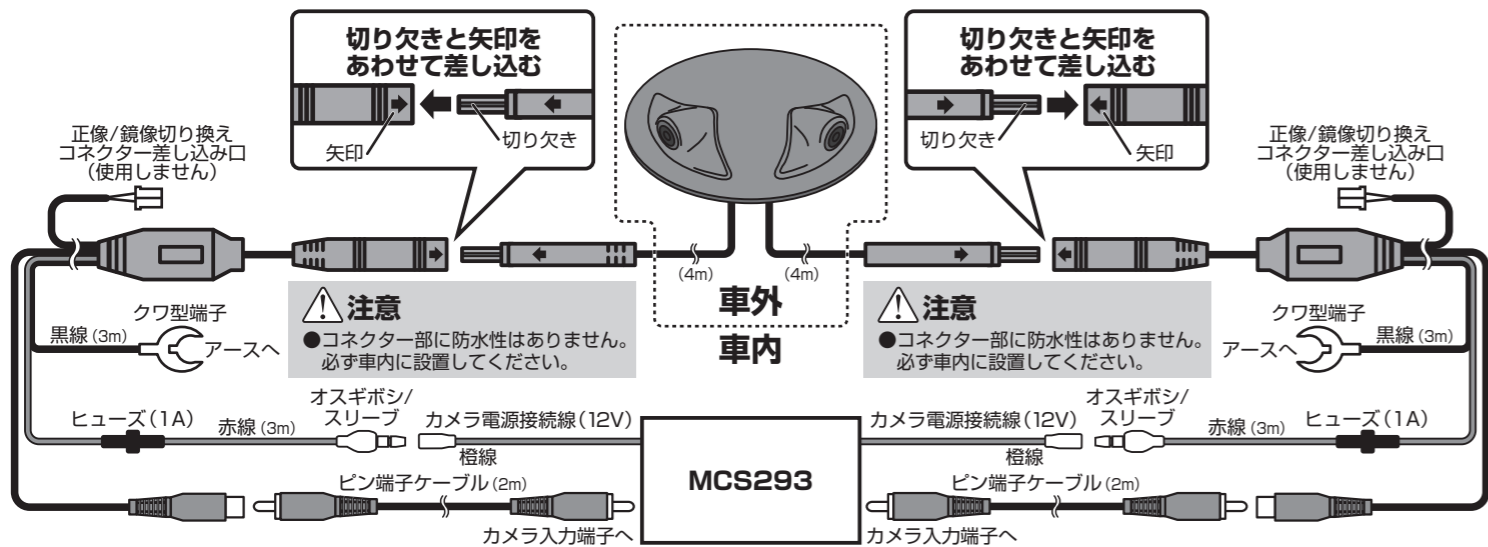 切り欠きと矢印を
あわせて差し込む
矢印
切り欠き
切り欠きと矢印を
あわせて差し込む
切り欠き
矢印
正像/鏡像切り換え
コネクター差し込み口
(使用しません)
正像/鏡像切り換え
コネクター差し込み口
(使用しません)
(4m)
(4m)
車外
車内
注意
●コネクター部に防水性はありません。
必ず車内に設置してください。
注意
●コネクター部に防水性はありません。
必ず車内に設置してください。
クワ型端子
黒線(3m)
アースへ
クワ型端子
アースへ
黒線(3m)
ヒューズ(1A)
赤線(3m)
オスギボシ/
スリーブ
カメラ電源接続線(12V)
橙線
カメラ電源接続線(12V)
橙線
オスギボシ/
スリーブ
赤線(3m)
ヒューズ(1A)
MCS293
ピン端子ケーブル(2m)
カメラ入力端子へ
ピン端子ケーブル(2m)
カメラ入力端子へ